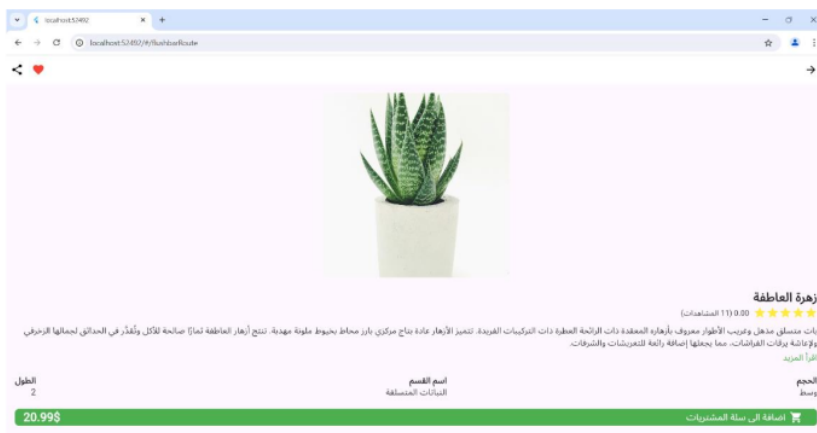 localhost:52492
localhost:52492/#/flushbarRoute
زهرة العاطفة
0.00 (11 المشاهدات)
بات متسلق مذهل وغريب الأطوار معروف بأزهاره المعقدة ذات الرائحة العطرة ذات التركيبات الفريدة. تتميز الأزهار عادة بتاج مركزي بارز محاط بخيوط ملونة مهدبة. تنتج أزهار العاطفة ثمارًا صالحة للأكل وتُقدَّر في الحدائق لجمالها الزخرفي
ولإعاشة يرقات الفراشات، مما يجعلها إضافة رائعة للتعريشات والشرفات.
اقرأ المزيد
الحجم اسم القسم الطول
وسط النباتات المتسلقة 2
اضافة الى سلة المشتريات 20.99$